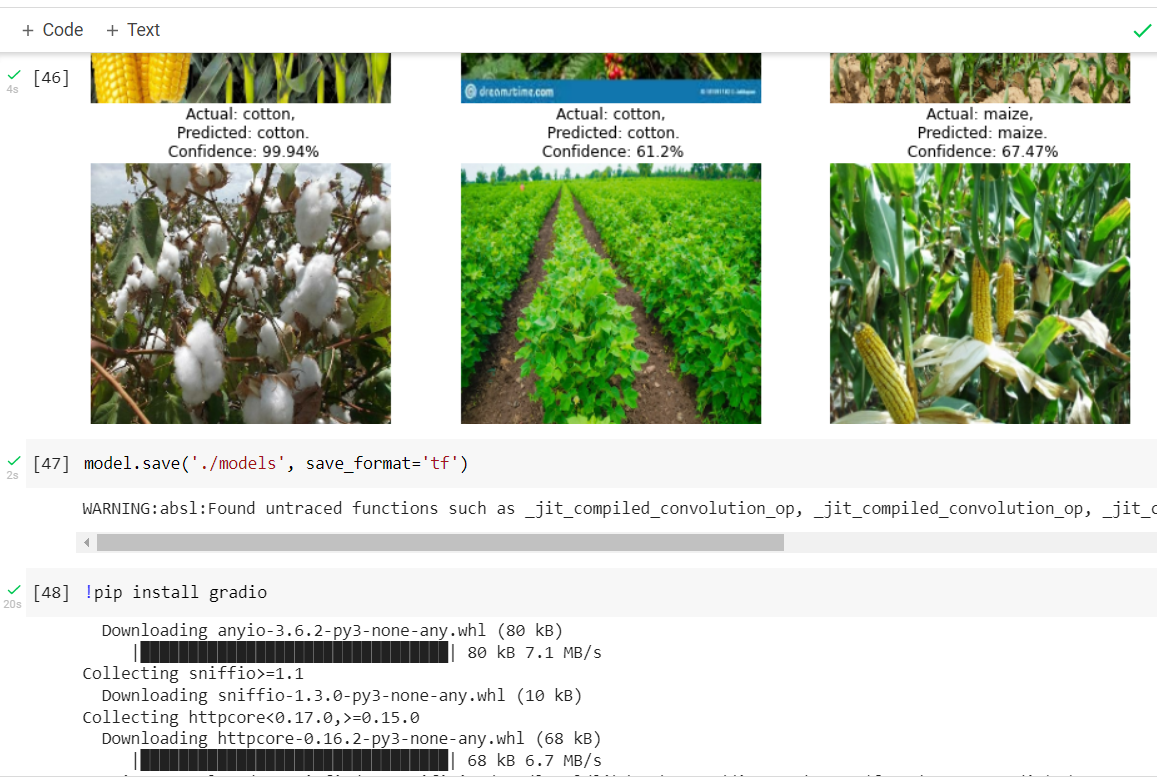 + Code + Text
[46]
4s
dreamstime.com
Actual: cotton,
Predicted: cotton.
Confidence: 99.94%
Actual: cotton,
Predicted: cotton.
Confidence: 61.2%
Actual: maize,
Predicted: maize.
Confidence: 67.47%
[47] model.save('./models', save_format='tf')
2s
WARNING:absl:Found untraced functions such as _jit_compiled_convolution_op, _jit_compiled_convolution_op, _jit_c
[48] !pip install gradio
20s
Downloading anyio-3.6.2-py3-none-any.whl (80 kB)
|████████████████████████████████| 80 kB 7.1 MB/s
Collecting sniffio>=1.1
Downloading sniffio-1.3.0-py3-none-any.whl (10 kB)
Collecting httpcore<0.17.0,>=0.15.0
Downloading httpcore-0.16.2-py3-none-any.whl (68 kB)
|████████████████████████████████| 68 kB 6.7 MB/s